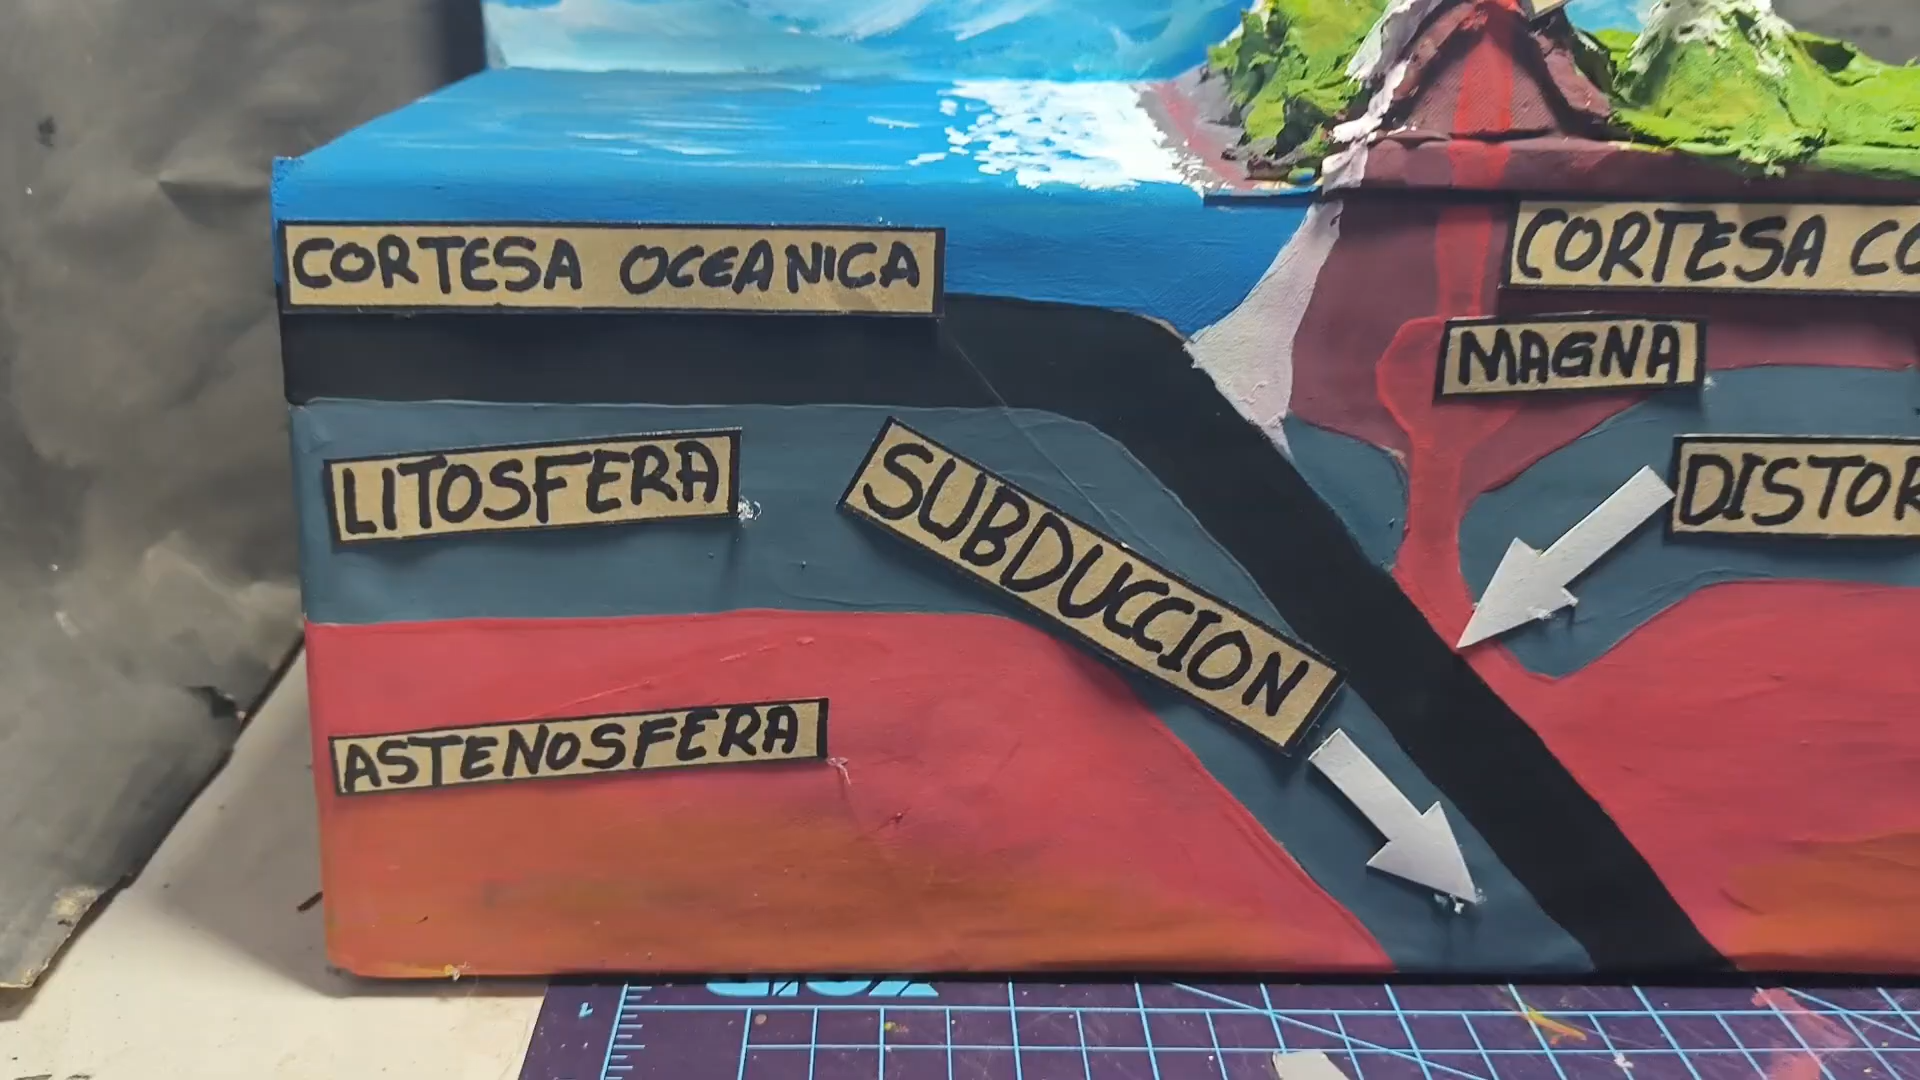 CORTESA OCEANICA
CORTESA CO
MAGNA
LITOSFERA
SUBDUCCION
DISTOR
ASTENOSFERA